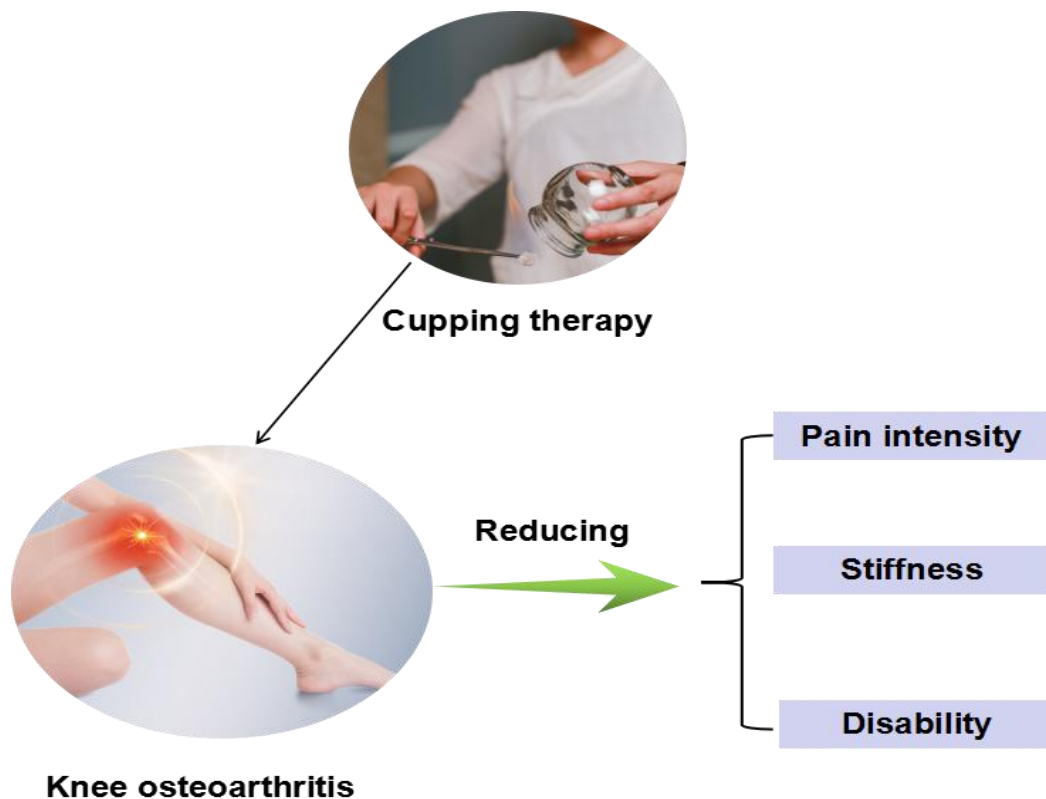 Cupping therapy
Pain intensity
Reducing
Stiffness
Disability
Knee osteoarthritis